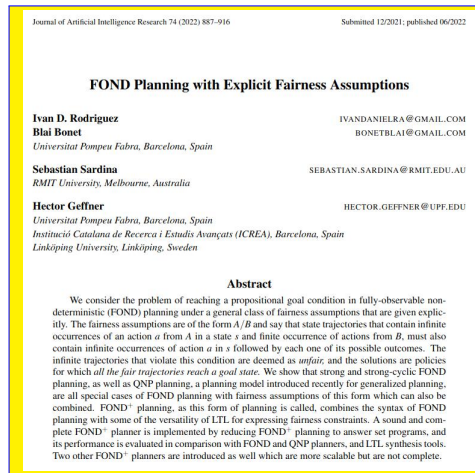 Journal of Artificial Intelligence Research 74 (2022) 887–916 Submitted 12/2021; published 06/2022
FOND Planning with Explicit Fairness Assumptions
Ivan D. Rodriguez IVANDANIELRA@GMAIL.COM
Blai Bonet BONETBLAI@GMAIL.COM
Universitat Pompeu Fabra, Barcelona, Spain
Sebastian Sardina SEBASTIAN.SARDINA@RMIT.EDU.AU
RMIT University, Melbourne, Australia
Hector Geffner HECTOR.GEFFNER@UPF.EDU
Universitat Pompeu Fabra, Barcelona, Spain
Institució Catalana de Recerca i Estudis Avançats (ICREA), Barcelona, Spain
Linköping University, Linköping, Sweden
Abstract
We consider the problem of reaching a propositional goal condition in fully-observable non-
deterministic (FOND) planning under a general class of fairness assumptions that are given explic-
itly. The fairness assumptions are of the form A/B and say that state trajectories that contain infinite
occurrences of an action a from A in a state s and finite occurrence of actions from B, must also
contain infinite occurrences of action a in s followed by each one of its possible outcomes. The
infinite trajectories that violate this condition are deemed as unfair, and the solutions are policies
for which all the fair trajectories reach a goal state. We show that strong and strong-cyclic FOND
planning, as well as QNP planning, a planning model introduced recently for generalized planning,
are all special cases of FOND planning with fairness assumptions of this form which can also be
combined. FOND⁺ planning, as this form of planning is called, combines the syntax of FOND
planning with some of the versatility of LTL for expressing fairness constraints. A sound and com-
plete FOND⁺ planner is implemented by reducing FOND⁺ planning to answer set programs, and
its performance is evaluated in comparison with FOND and QNP planners, and LTL synthesis tools.
Two other FOND⁺ planners are introduced as well which are more scalable but are not complete.